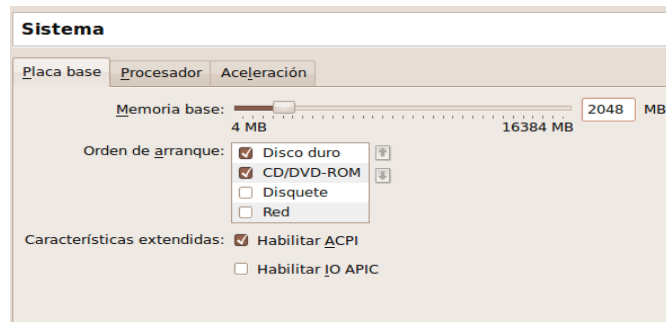 Sistema
Placa base Procesador Aceleración
Memoria base: 2048 MB
4 MB 16384 MB
Orden de arranque: Disco duro
CD/DVD-ROM
Disquete
Red
Características extendidas: Habilitar ACPI
Habilitar IO APIC